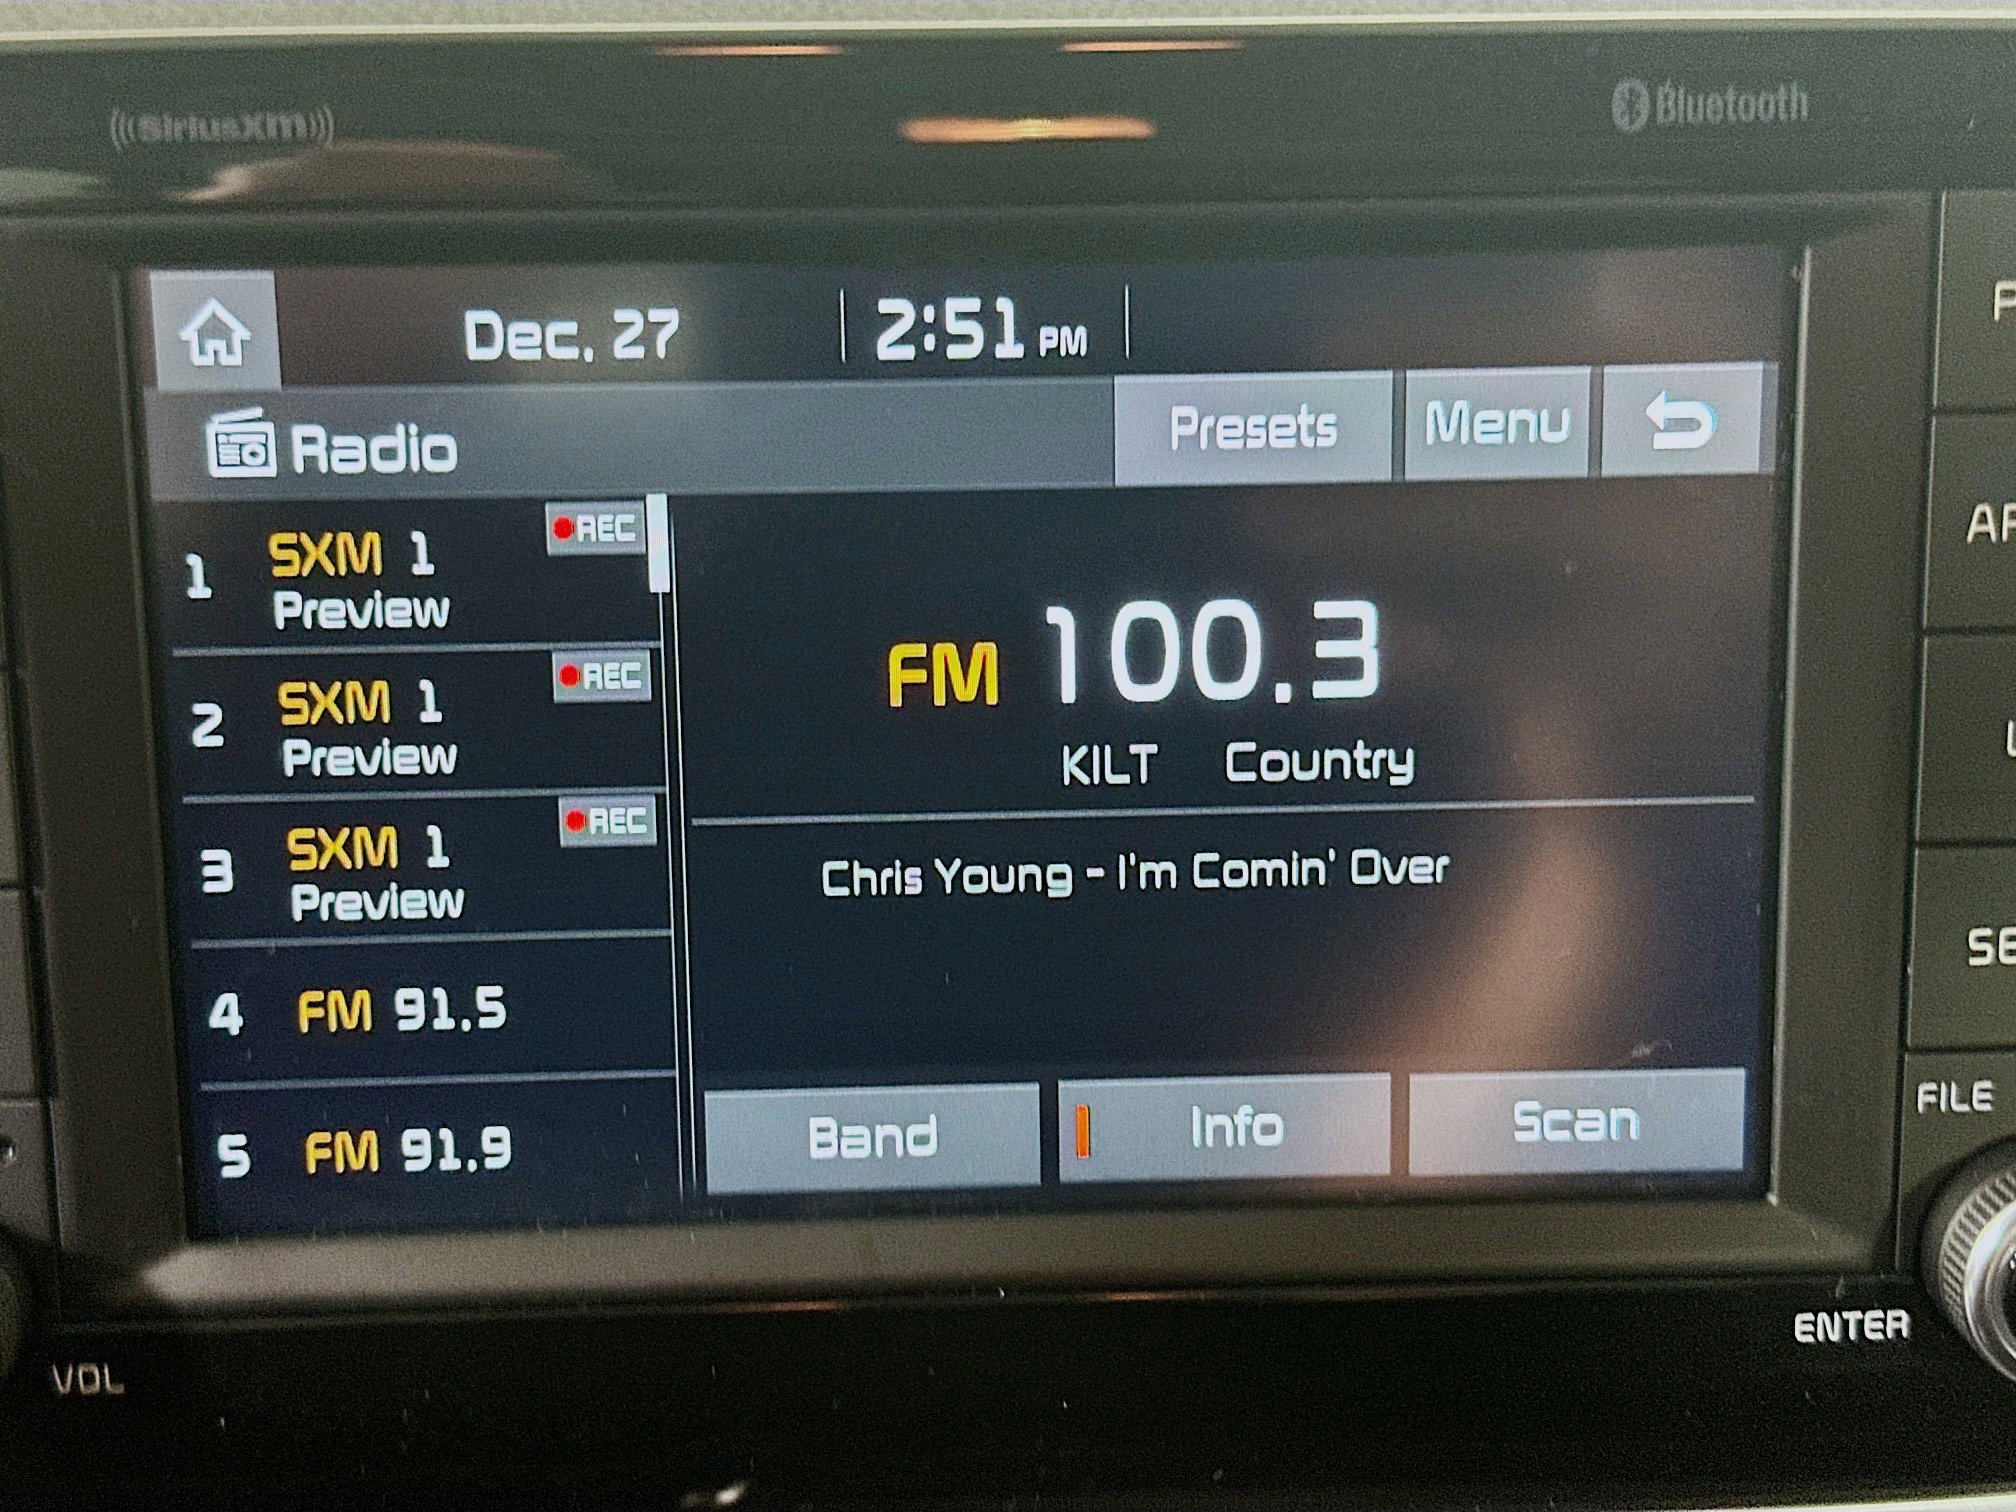 SiriusXM
Bluetooth
Dec. 27
2:51 PM
Radio
Presets
Menu
1 SXM 1 REC
Preview
2 SXM 1 REC
Preview
3 SXM 1 REC
Preview
4 FM 91.5
5 FM 91.9
FM 100.3
KILT Country
Chris Young - I'm Comin' Over
Band
Info
Scan
FILE
ENTER
VOL